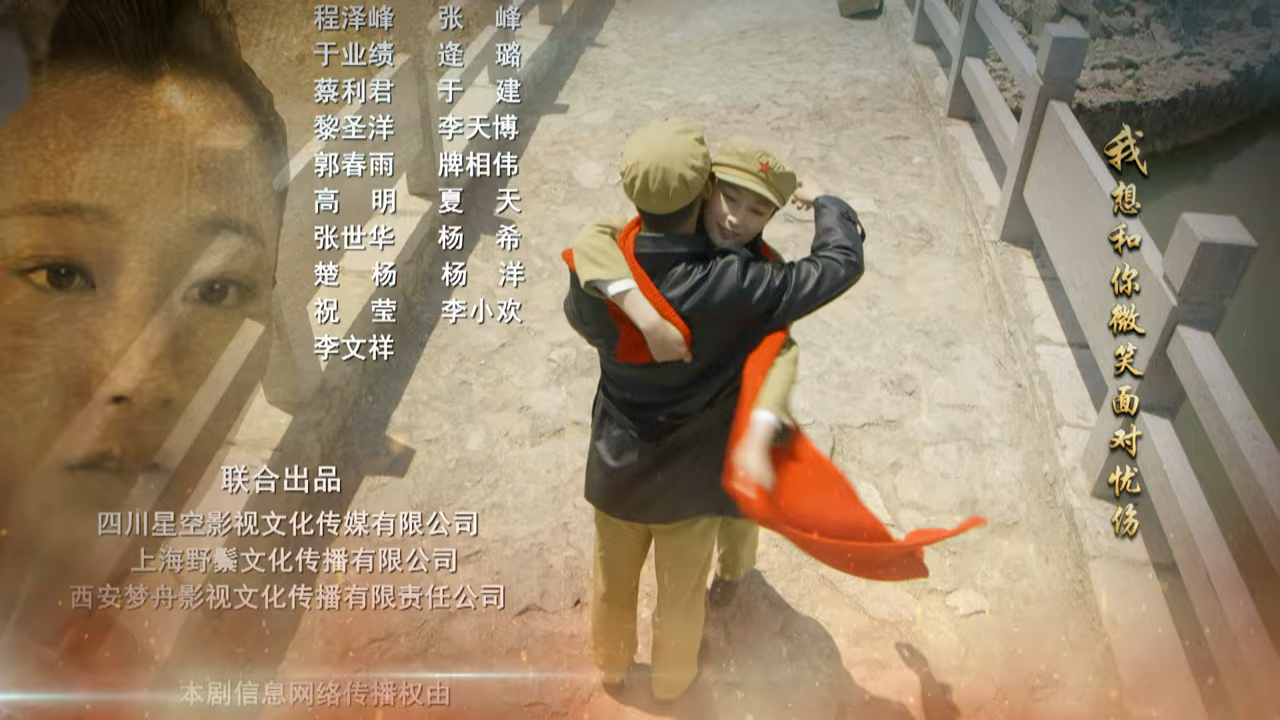 程泽峰 张峰
于业绩 逄璐
蔡利君 于建
黎圣洋 李天博
郭春雨 牌相伟
高明 夏天
张世华 杨希
楚杨 杨洋
祝莹 李小欢
李文祥
联合出品
四川星空影视文化传媒有限公司
上海野鬃文化传播有限公司
西安梦舟影视文化传播有限责任公司
本剧信息网络传播权由
我想和你微笑面对忧伤